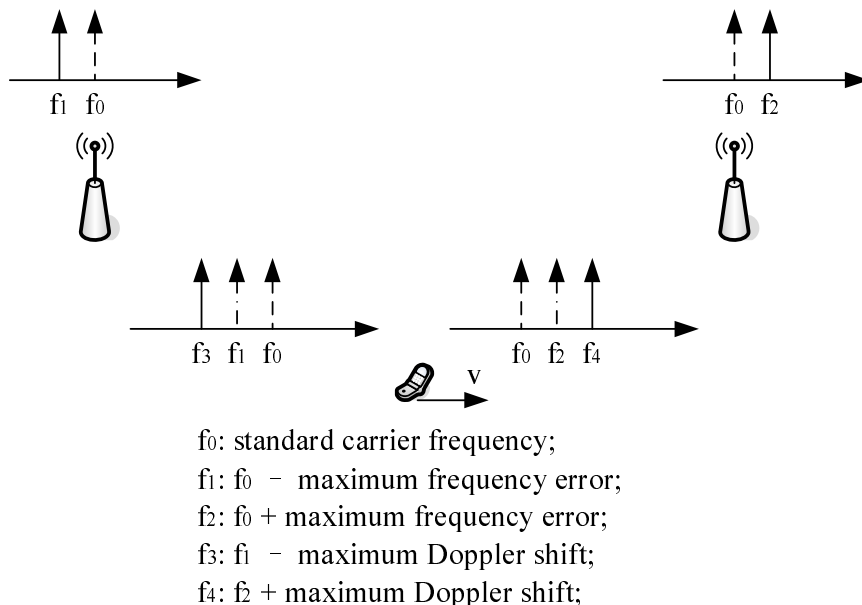 f1 f0
f0 f2
f3 f1 f0
f0 f2 f4
v
f0: standard carrier frequency;
f1: f0 − maximum frequency error;
f2: f0 + maximum frequency error;
f3: f1 − maximum Doppler shift;
f4: f2 + maximum Doppler shift;